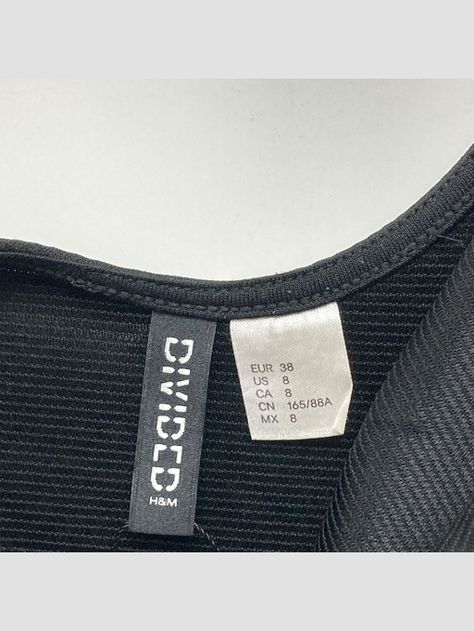 DIVIDED
H&M
EUR 38
US 8
CA 8
CN 165/88A
MX 8